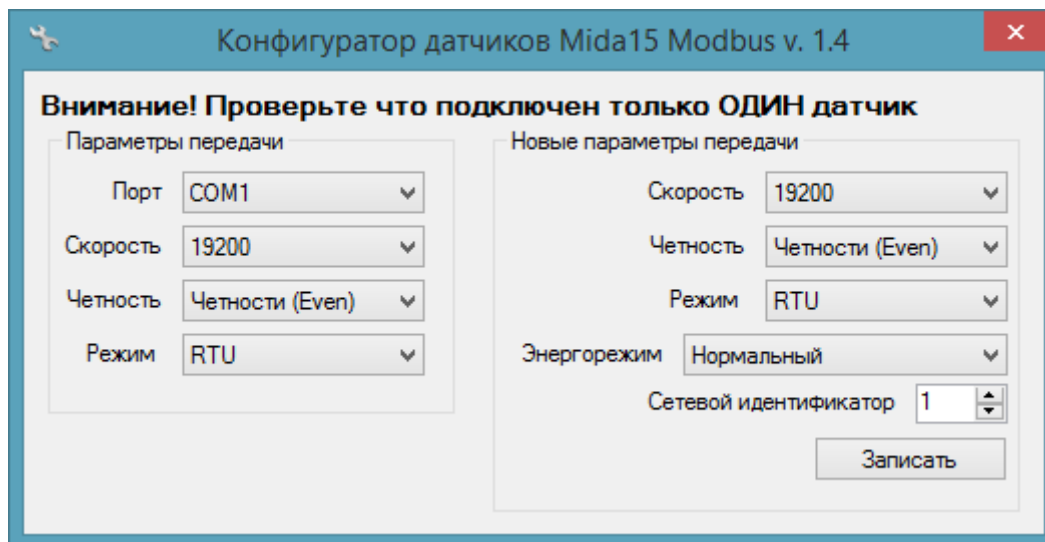 Конфигуратор датчиков Mida15 Modbus v. 1.4
Внимание! Проверьте что подключен только ОДИН датчик
Параметры передачи
Порт COM1
Скорость 19200
Четность Четности (Even)
Режим RTU
Новые параметры передачи
Скорость 19200
Четность Четности (Even)
Режим RTU
Энергорежим Нормальный
Сетевой идентификатор 1
Записать